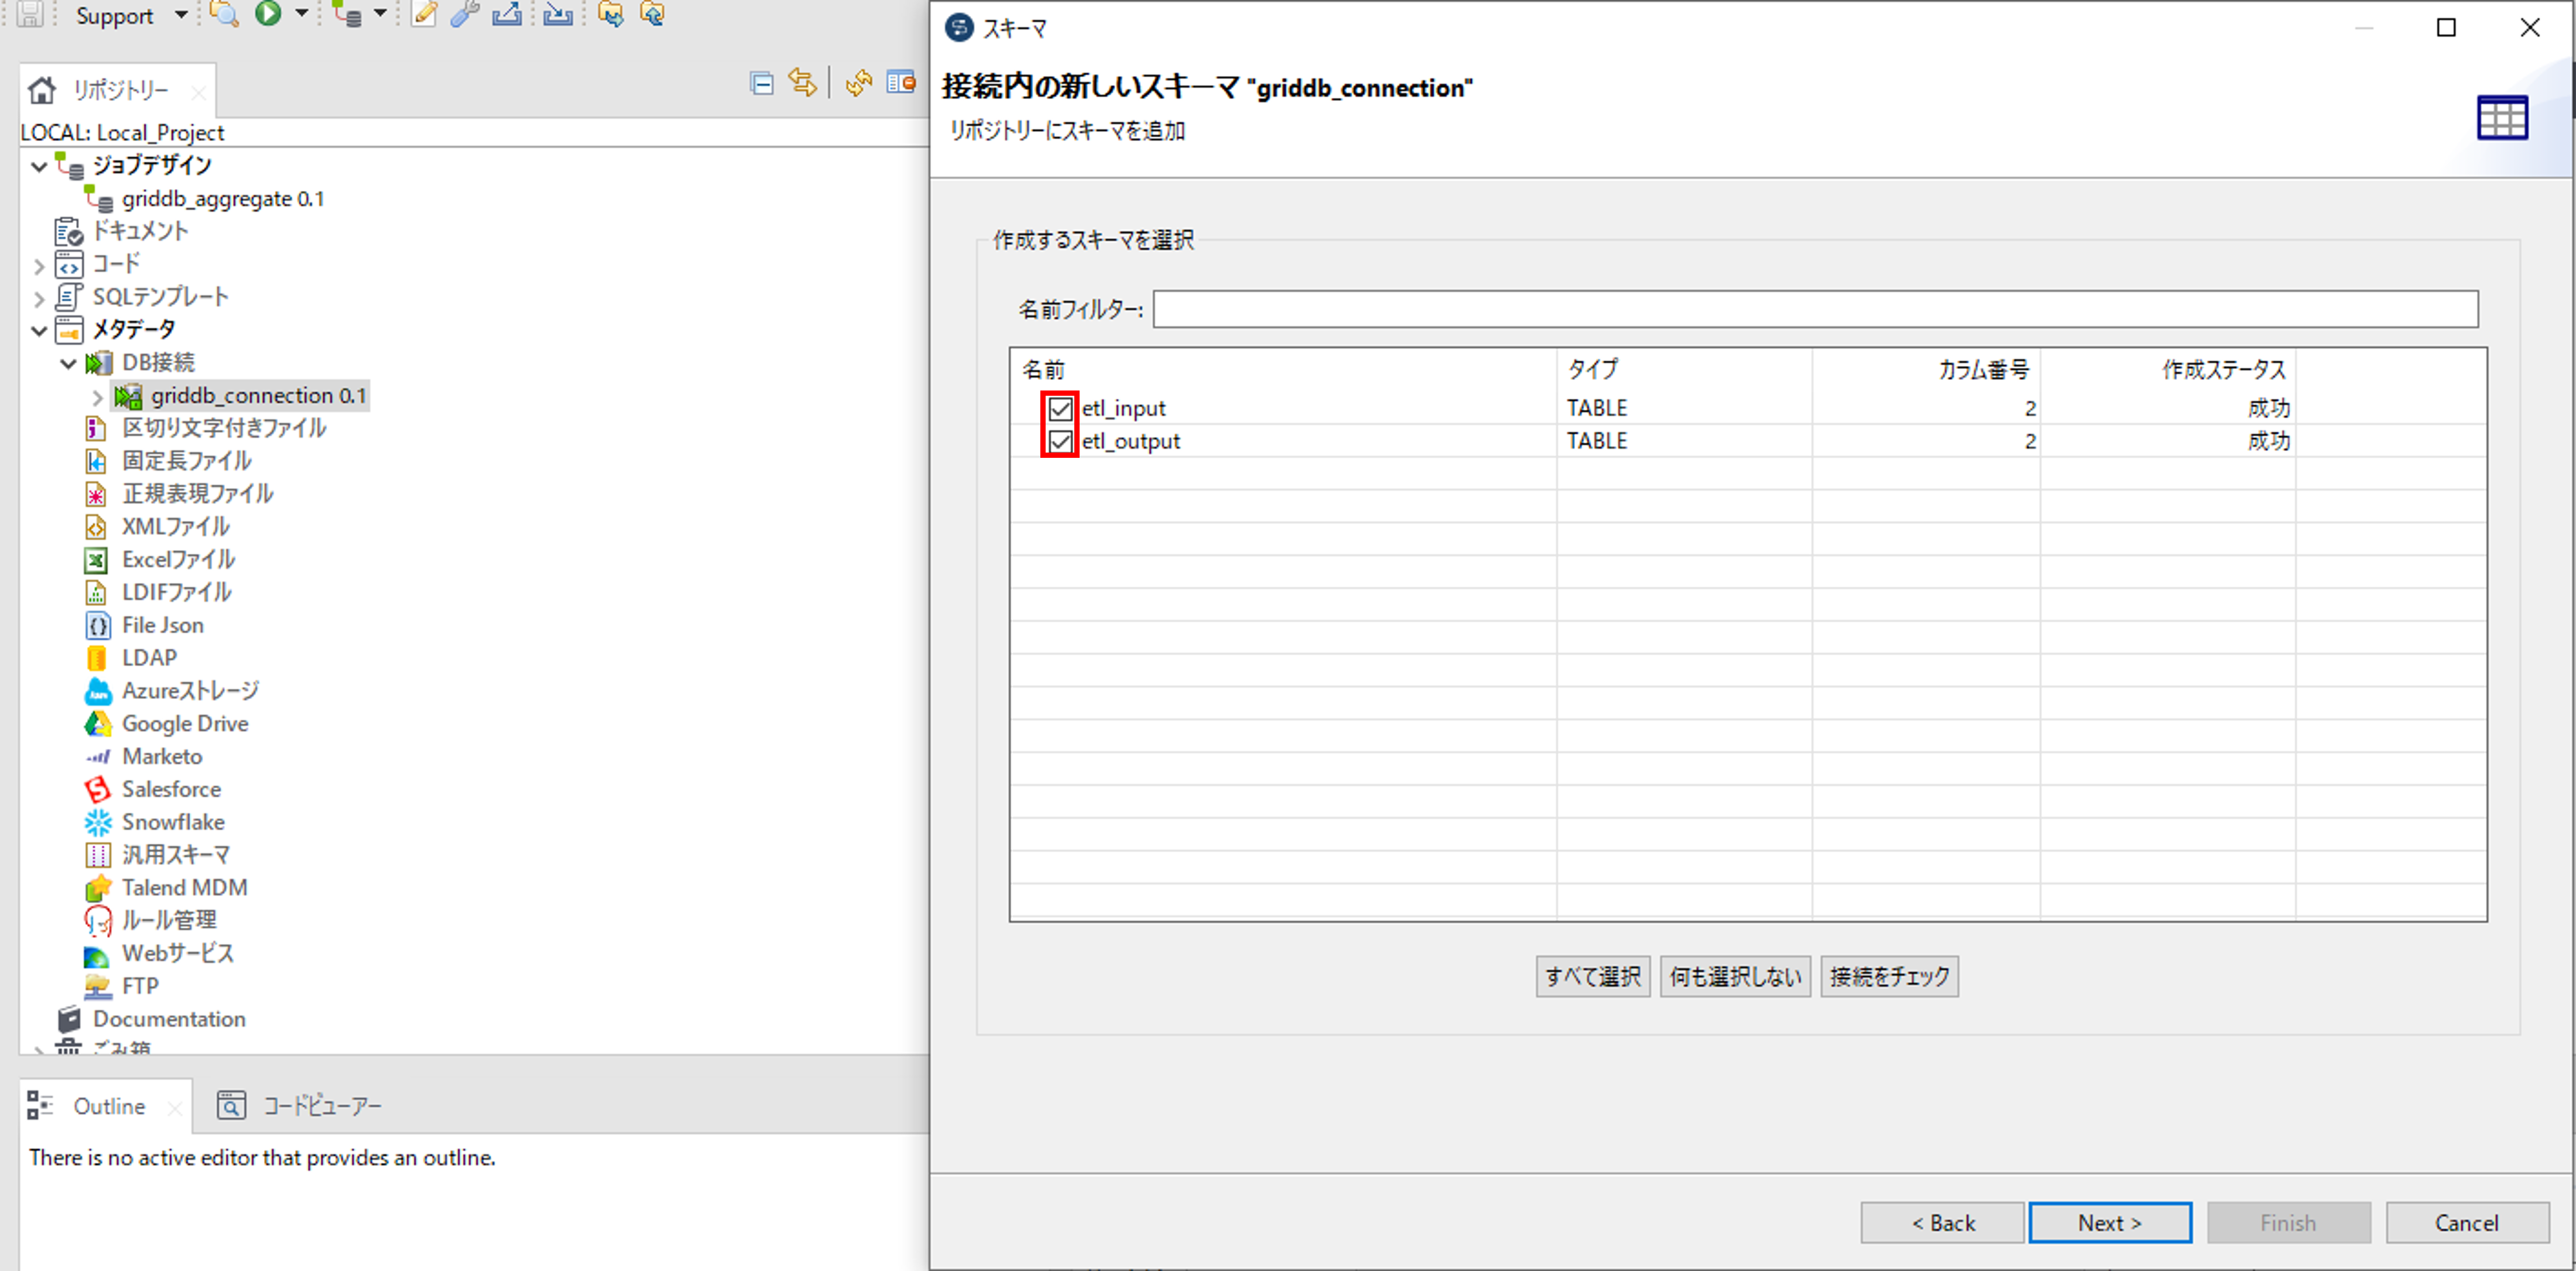 Support
リポジトリー
LOCAL: Local_Project
ジョブデザイン
griddb_aggregate 0.1
ドキュメント
コード
SQLテンプレート
メタデータ
DB接続
griddb_connection 0.1
区切り文字付きファイル
固定長ファイル
正規表現ファイル
XMLファイル
Excelファイル
LDIFファイル
File Json
LDAP
Azureストレージ
Google Drive
Marketo
Salesforce
Snowflake
汎用スキーマ
Talend MDM
ルール管理
Webサービス
FTP
Documentation
ごみ箱
Outline
コードビューアー
There is no active editor that provides an outline.
スキーマ
接続内の新しいスキーマ "griddb_connection"
リポジトリーにスキーマを追加
作成するスキーマを選択
名前フィルター:
名前 タイプ カラム番号 作成ステータス
etl_input TABLE 2 成功
etl_output TABLE 2 成功
すべて選択 何も選択しない 接続をチェック
< Back Next > Finish Cancel